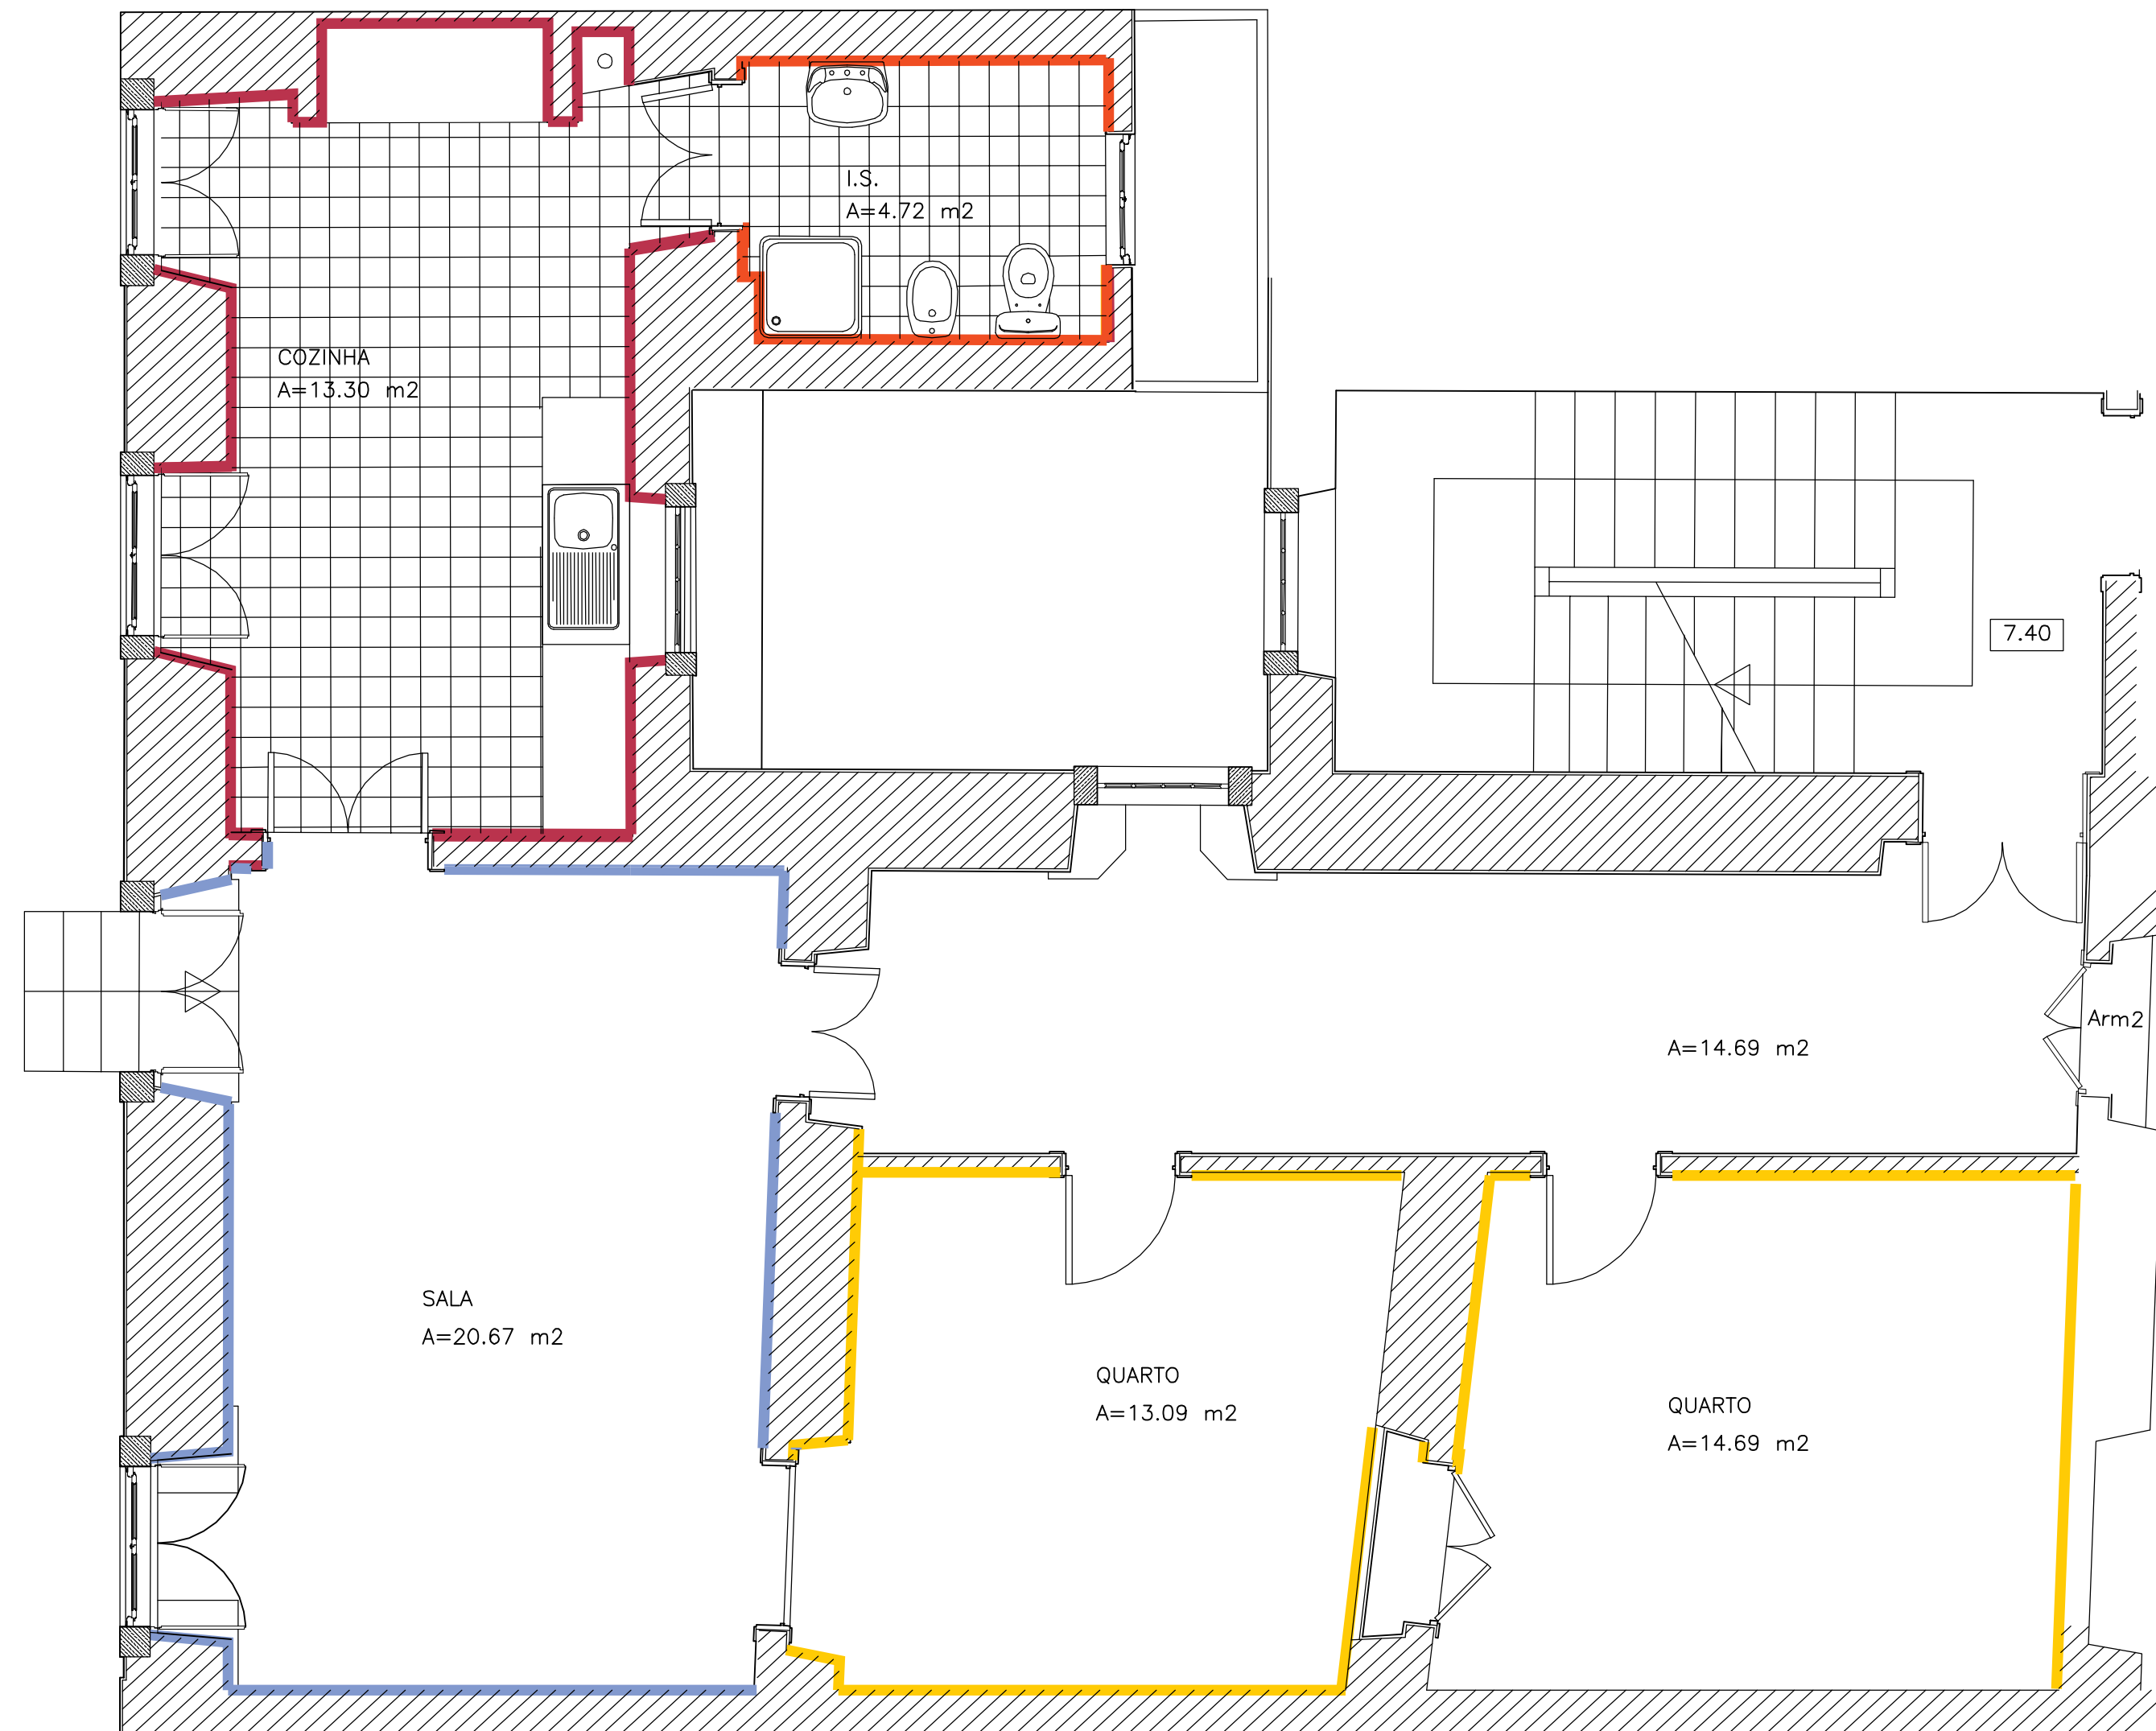 I.S.
A=4.72 m2
COZINHA
A=13.30 m2
7.40
Arm2
A=14.69 m2
SALA
A=20.67 m2
QUARTO
A=13.09 m2
QUARTO
A=14.69 m2